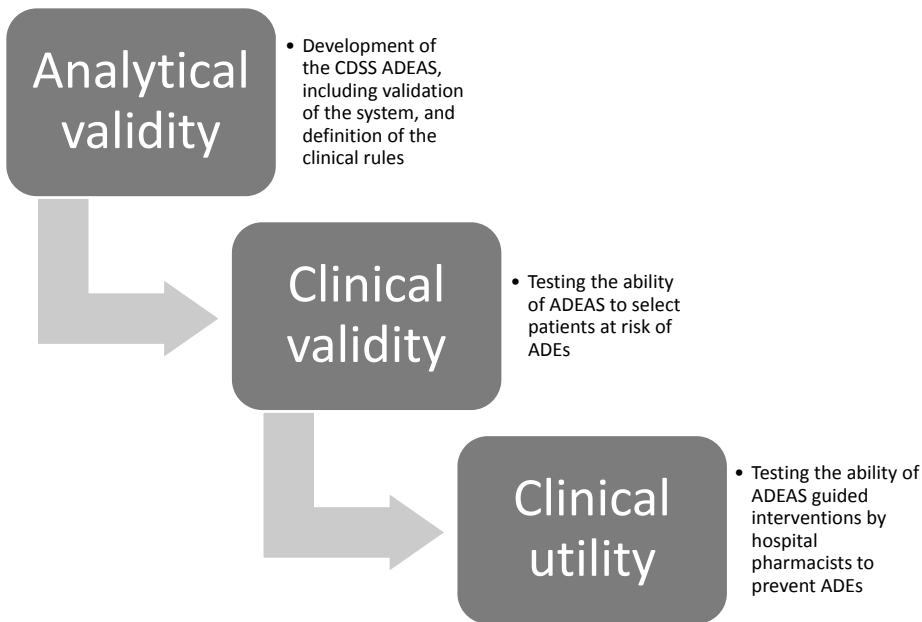 Analytical
validity
• Development of
the CDSS ADEAS,
including validation
of the system, and
definition of the
clinical rules
Clinical
validity
• Testing the ability
of ADEAS to select
patients at risk of
ADEs
Clinical
utility
• Testing the ability of
ADEAS guided
interventions by
hospital
pharmacists to
prevent ADEs